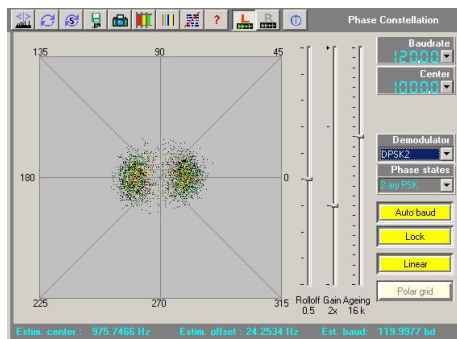 ? L R Phase Constellation
Baudrate
120.00
Center
1000.0
135 90 45
Demodulator
DPSK2
Phase states
2-ary PSK
180 0
Auto baud
Lock
Linear
Polar grid
225 270 315
Rolloff Gain Ageing
0.5 2x 16 k
Estim. center : 975.7466 Hz Estim. offset : 24.2534 Hz Est. baud: 119.9977 bd